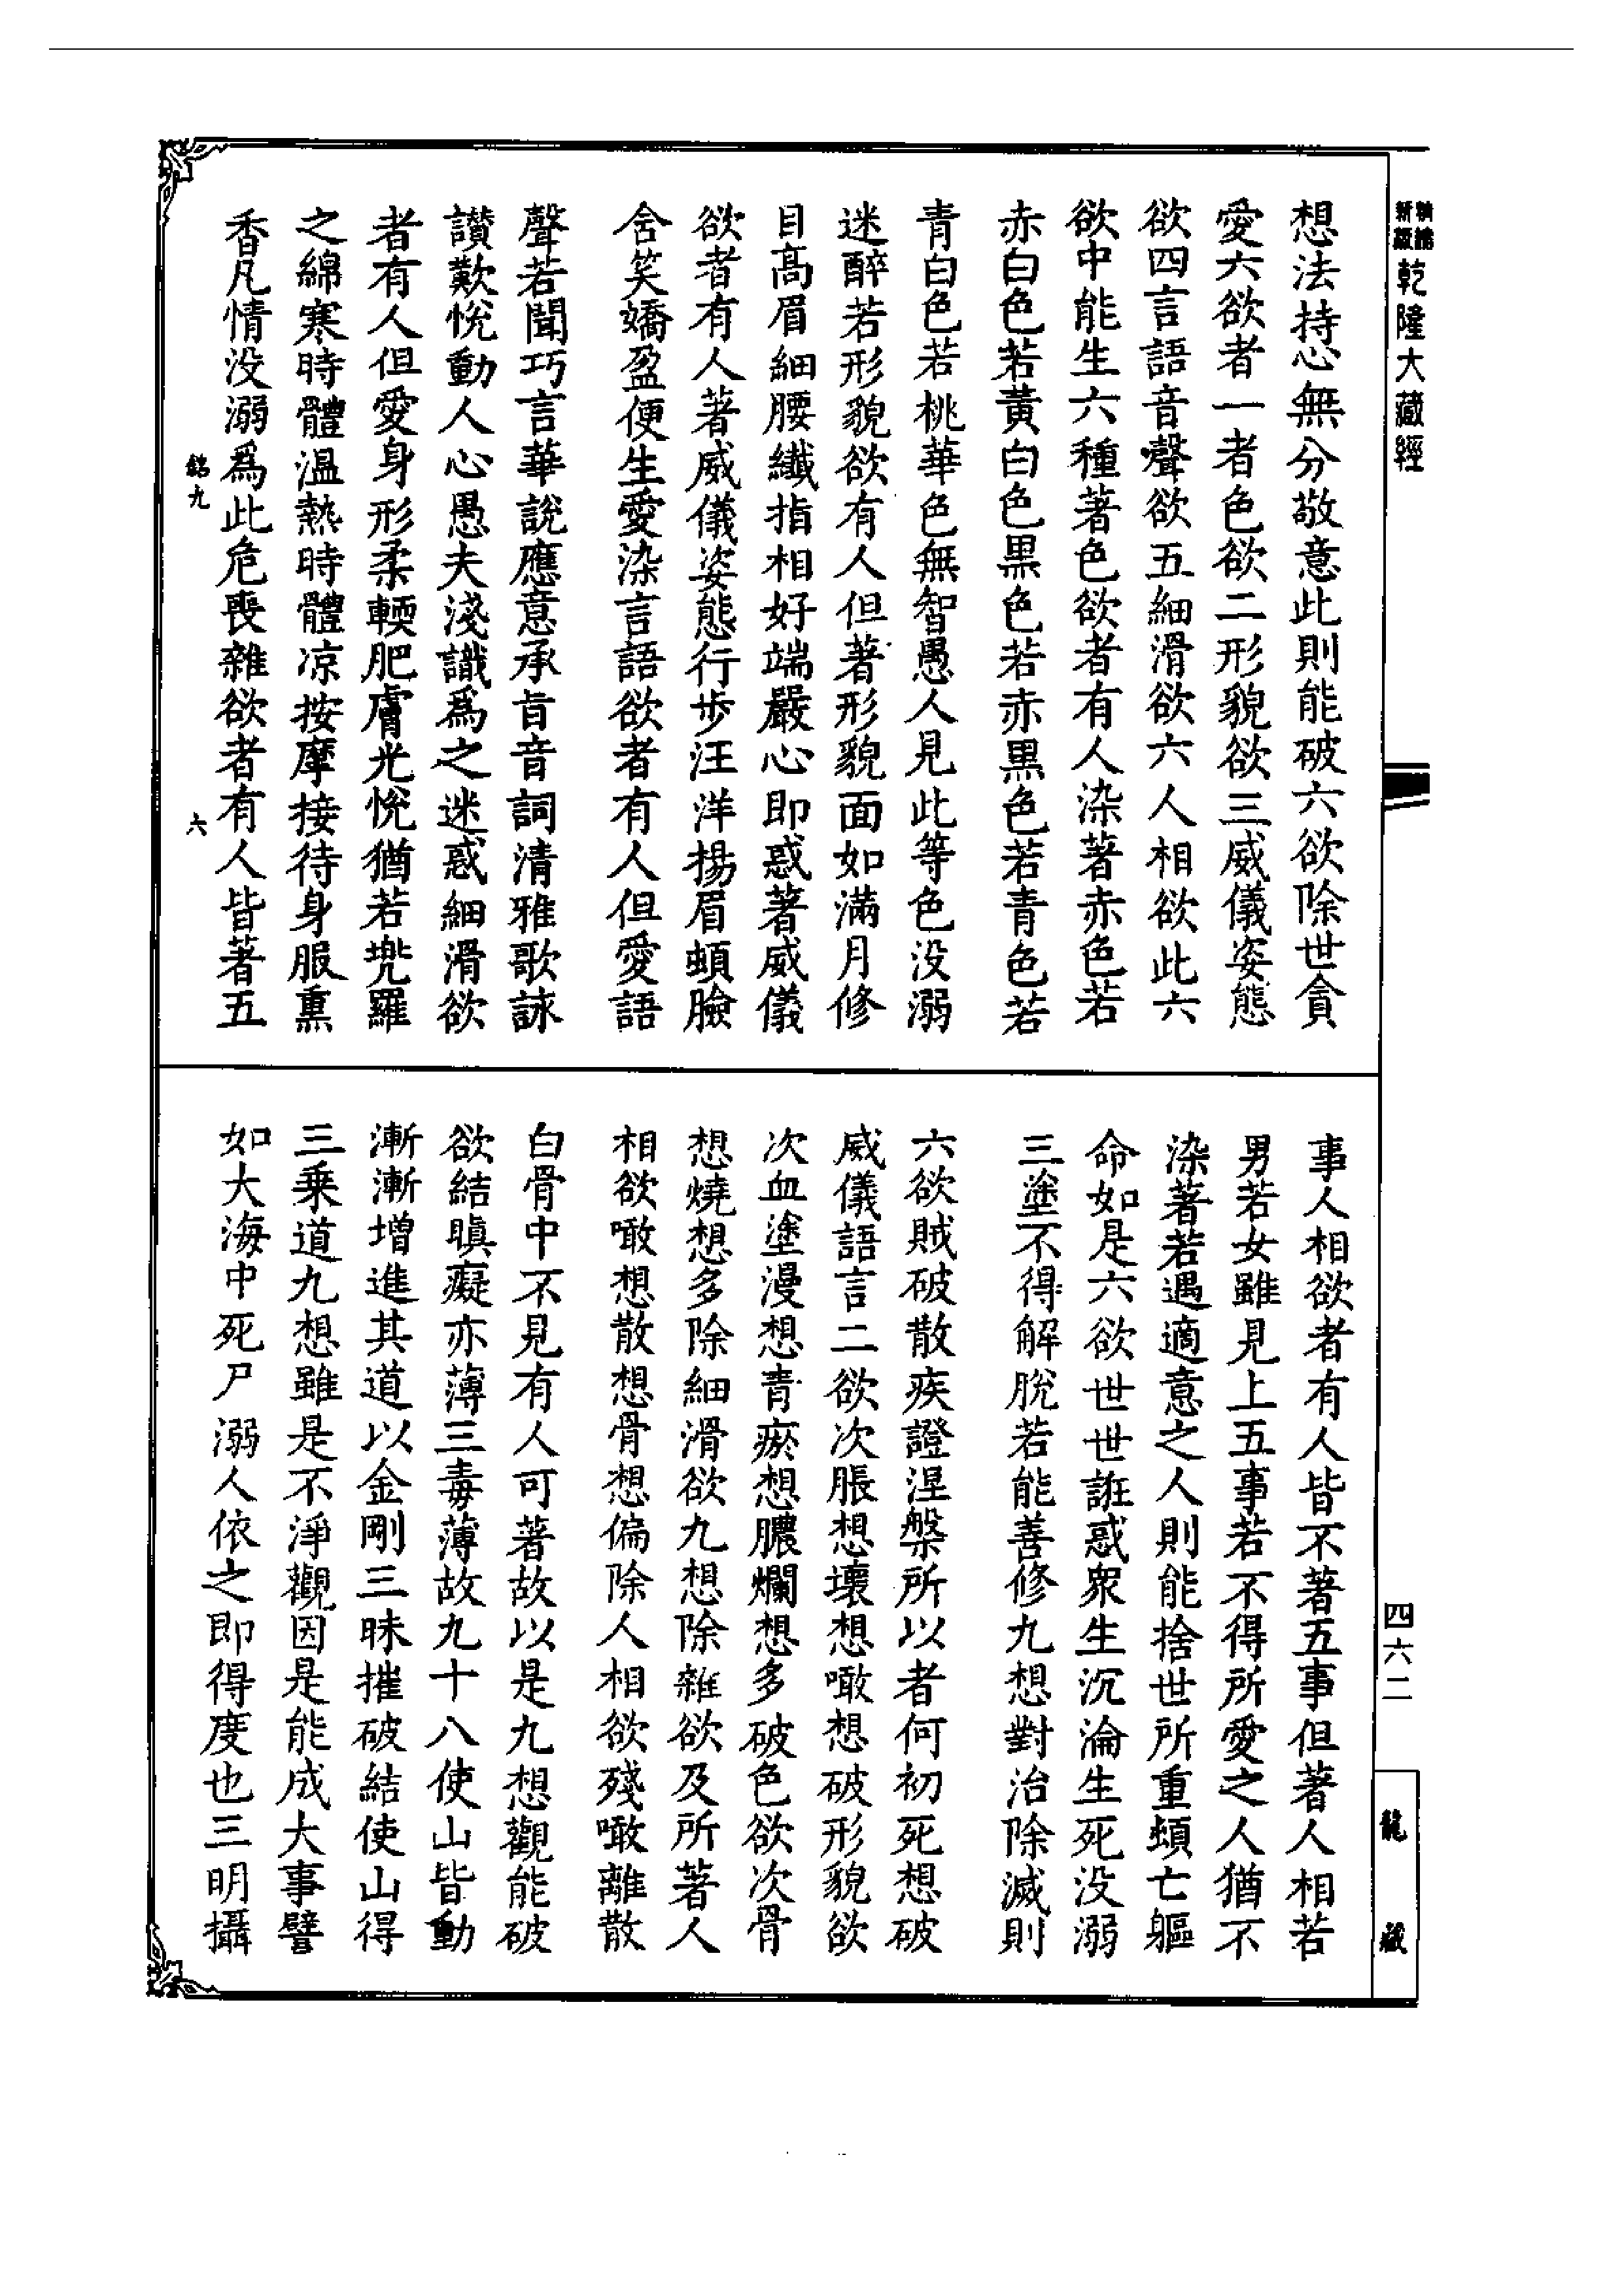 新編縮版
乾隆大藏經
想法持心無分敬意此則能破六欲除世貪
愛六欲者一者色欲二形貌欲三威儀姿態
欲四言語音聲欲五細滑欲六人相欲此六
欲中能生六種著色欲者有人染著赤色若
赤白色若黃白色黑色若赤黑色若青色若
青白色若桃華色無智愚人見此等色没溺
迷醉若形貌欲有人但著形貌面如滿月修
目高眉細腰纖指相好端嚴心即惑著威儀
欲者有人著威儀姿態行步汪洋揚眉頓臉
含笑嬌盈便生愛染言語欲者有人但愛語
聲若聞巧言華說應意承旨音詞清雅歌詠
讃歎悅動人心愚夫淺識爲之迷惑細滑欲
者有人但愛身形柔輭肥膚光悅猶若兠羅
之綿寒時體溫熱時體凉按摩接待身服熏
香凡情没溺爲此危喪雜欲者有人皆著五
銘九
六
事人相欲者有人皆不著五事但著人相若
男若女雖見上五事若不得所愛之人猶不
染著若遇適意之人則能捨世所重頓亡軀
命如是六欲世世誑惑眾生沉淪生死没溺
三塗不得解脫若能善修九想對治除滅則
六欲賊破散疾證涅槃所以者何初死想破
威儀語言二欲次脹想壞想噉想破形貌欲
次血塗漫想青瘀想膿爛想多破色欲次骨
想燒想多除細滑欲九想除雜欲及所著人
相欲噉想散想骨想偏除人相欲殘噉離散
白骨中不見有人可著故以是九想觀能破
欲結瞋癡亦薄三毒薄故九十八使山皆動
漸漸增進其道以金剛三昧摧破結使山得
三乘道九想雖是不淨觀因是能成大事譬
如大海中死尸溺人依之即得度也三明攝
四六二
龍藏